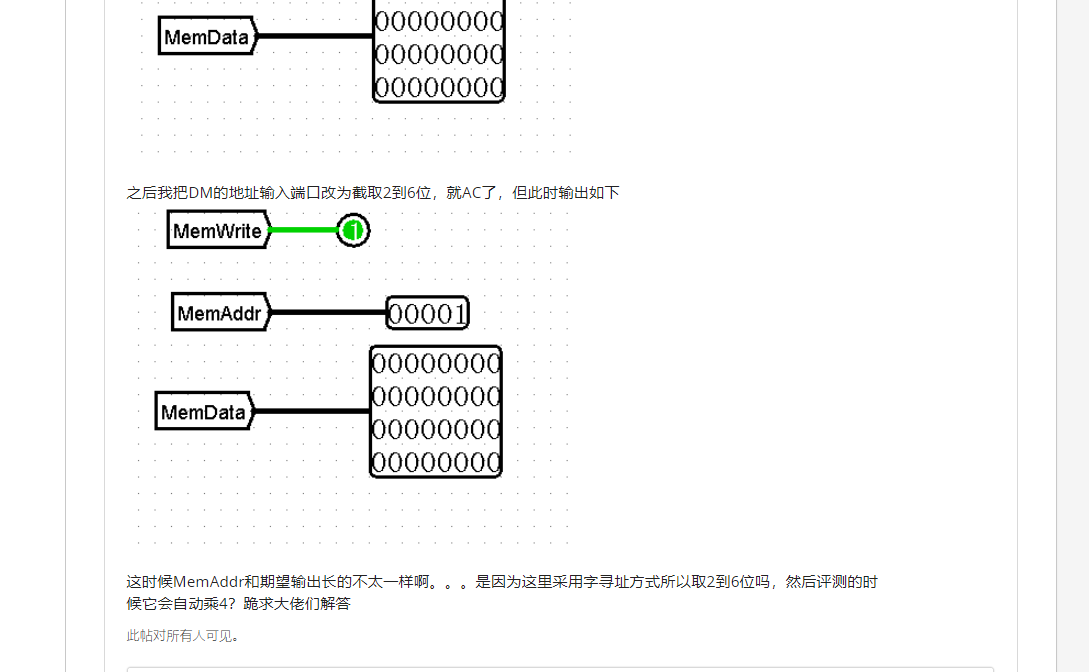 00000000
MemData
00000000
00000000
之后我把DM的地址输入端口改为截取2到6位，就AC了，但此时输出如下
MemWrite
1
MemAddr
00001
00000000
00000000
MemData
00000000
00000000
这时候MemAddr和期望输出长的不太一样啊。。。是因为这里采用字寻址方式所以取2到6位吗，然后评测的时
候它会自动乘4？跪求大佬们解答
此帖对所有人可见。